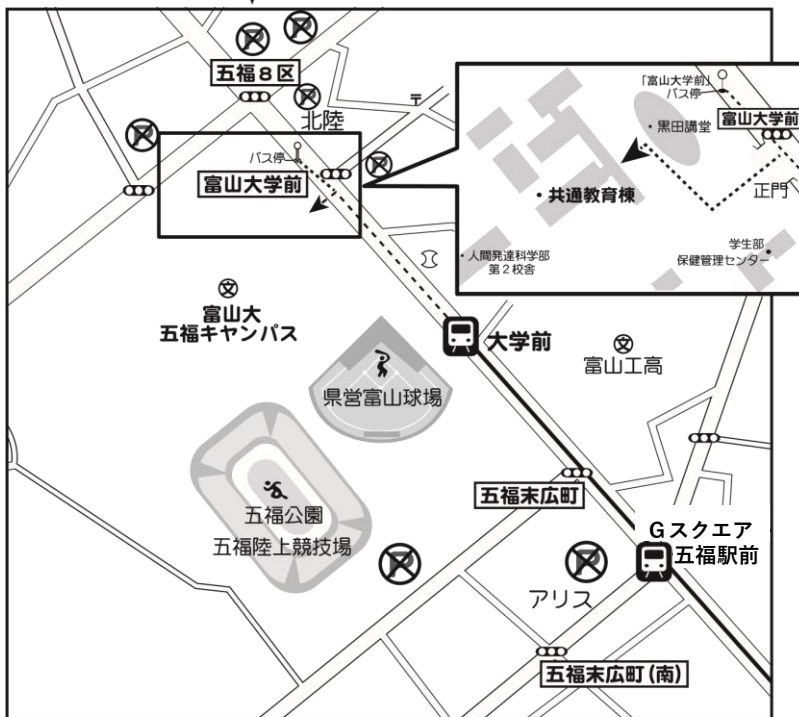 五福8区
北陸
〒
バス停
富山大学前
「富山大学前」
バス停
富山大学前
・黒田講堂
・共通教育棟
正門
学生部
保健管理センター
・人間発達科学部
第2校舎
文
富山大
五福キヤンパス
大学前
文
富山工高
県営富山球場
五福公園
五福陸上競技場
五福末広町
Gスクエア
五福駅前
アリス
五福末広町(南)